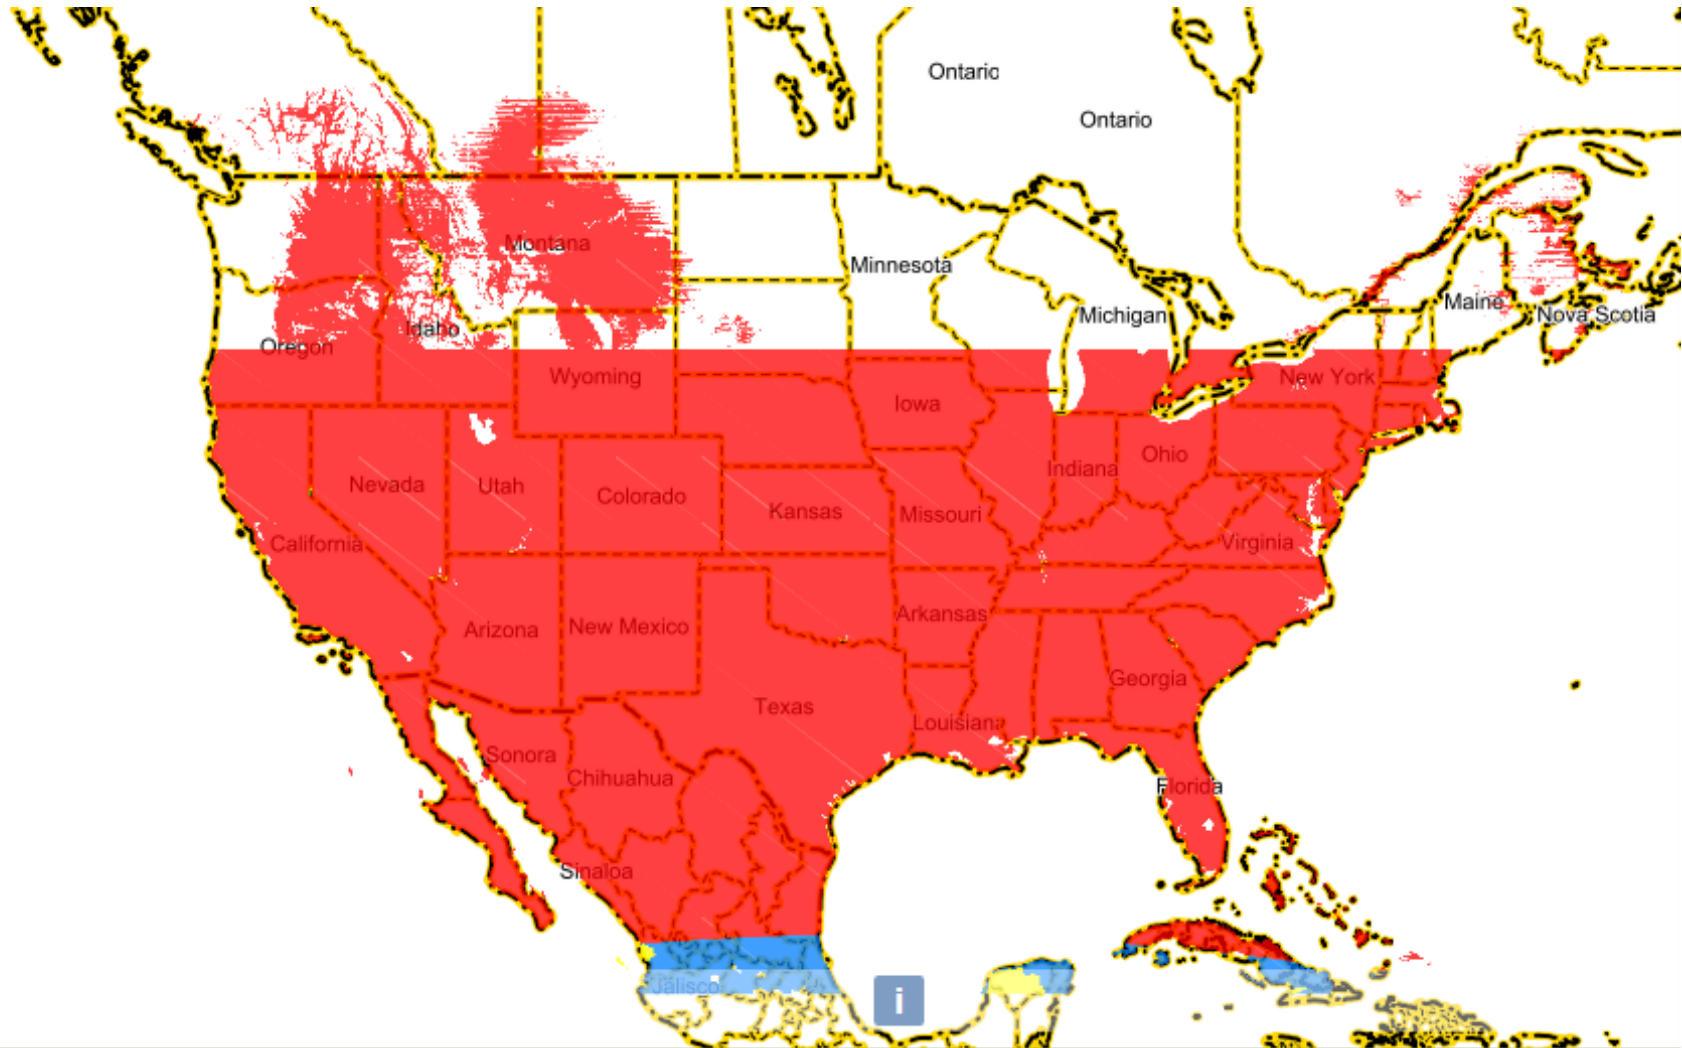 Ontario
Ontario
Montana
Minnesota
Maine
Idaho
Michigan
Nova Scotia
Oregon
Wyoming
New York
Iowa
Ohio
Indiana
Nevada
Utah
Colorado
Kansas
Missouri
California
Virginia
Arizona
New Mexico
Arkansas
Georgia
Texas
Louisiana
Sonora
Chihuahua
Florida
Sinaloa
Jalisco
i